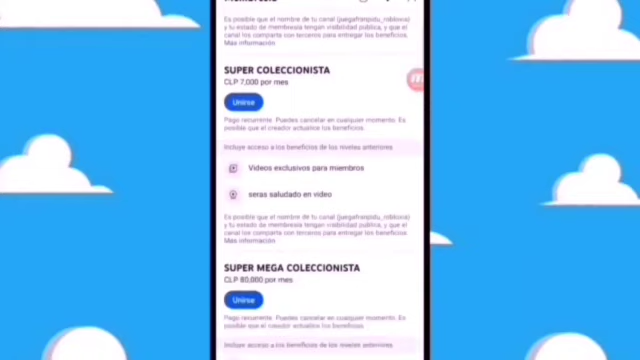 Es posible que el nombre de tu canal (juegafranpstu_robloxia)
y tu estado de membresía tengan visibilidad pública, y que el
canal los comparta con terceros para entregar los beneficios.
Más información
SUPER COLECCIONISTA
CLP 7,000 por mes
Unirse
Pago recurrente. Puedes cancelar en cualquier momento. Es
posible que el creador actualice los beneficios.
Incluye acceso a los beneficios de los niveles anteriores
Videos exclusivos para miembros
seras saludado en video
Es posible que el nombre de tu canal (juegafranpstu_robloxia)
y tu estado de membresía tengan visibilidad pública, y que el
canal los comparta con terceros para entregar los beneficios.
Más información
SUPER MEGA COLECCIONISTA
CLP 80,000 por mes
Unirse
Pago recurrente. Puedes cancelar en cualquier momento. Es
posible que el creador actualice los beneficios.
Incluye acceso a los beneficios de los niveles anteriores